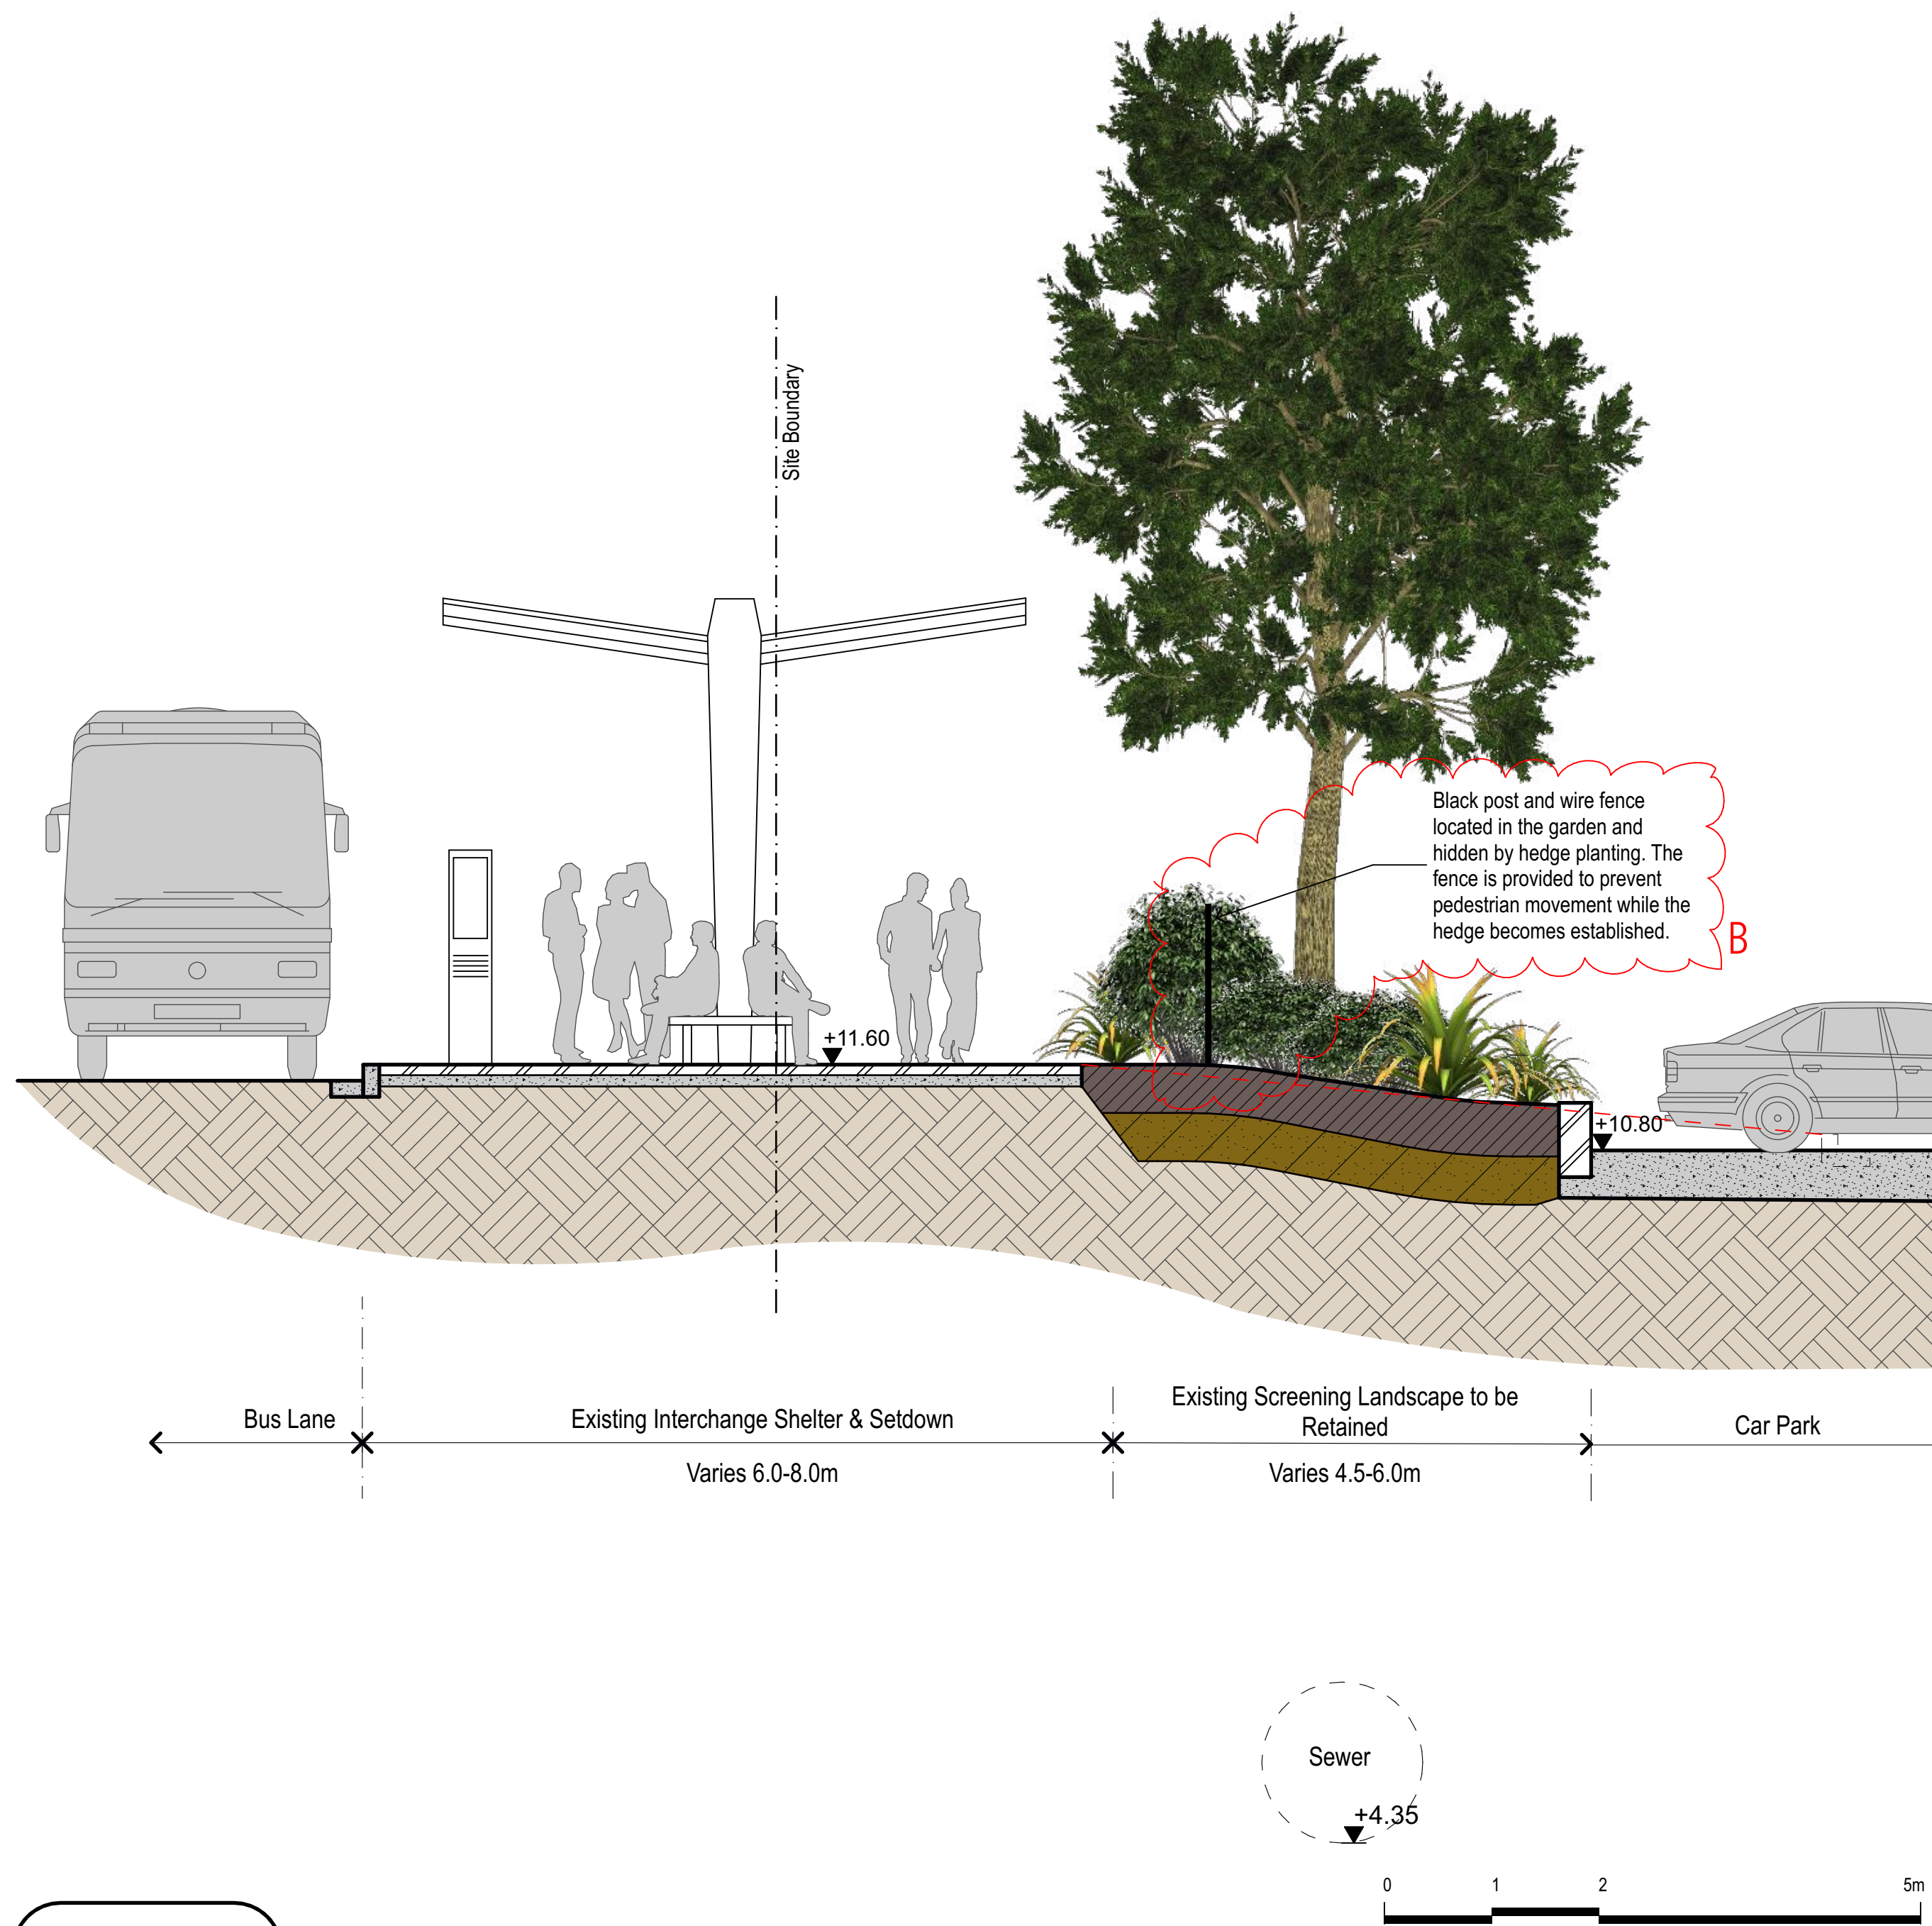 Site Boundary
Black post and wire fence
located in the garden and
hidden by hedge planting. The
fence is provided to prevent
pedestrian movement while the
hedge becomes established.
B
+11.60
+10.80
Bus Lane
Existing Interchange Shelter & Setdown
Varies 6.0-8.0m
Existing Screening Landscape to be
Retained
Varies 4.5-6.0m
Car Park
Sewer
+4.35
0 1 2 5m